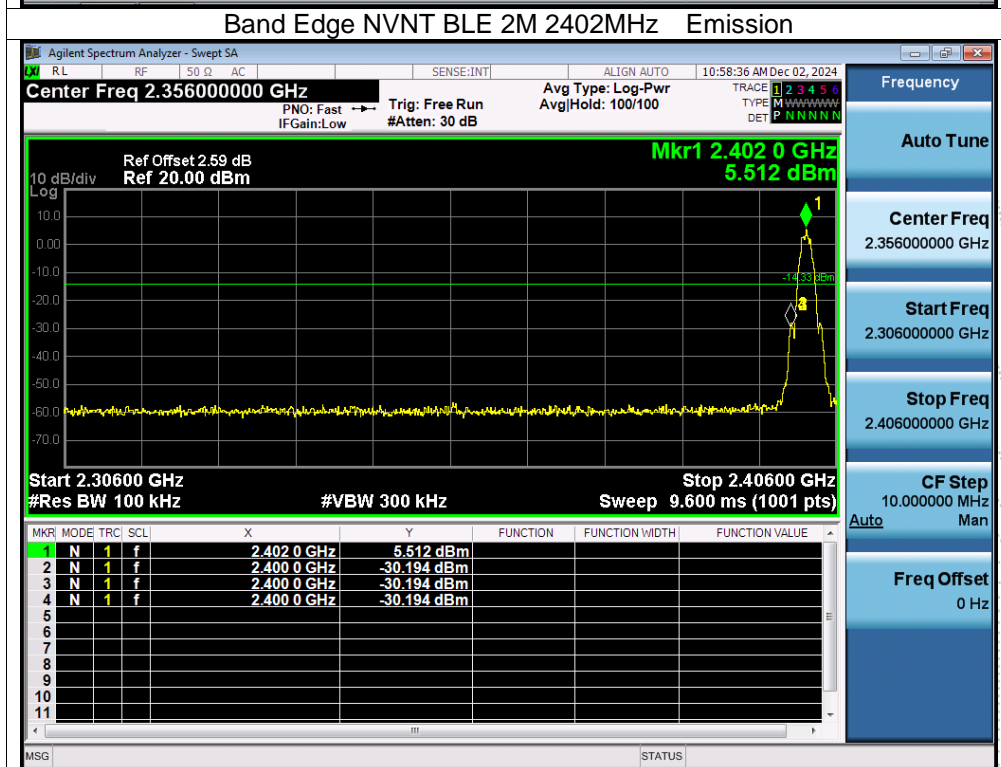 Band Edge NVNT BLE 2M 2402MHz Emission
Agilent Spectrum Analyzer - Swept SA
LXI RL RF 50 Ω AC SENSE:INT ALIGN AUTO 10:58:36 AM Dec 02, 2024
Center Freq 2.356000000 GHz
PNO: Fast
IFGain:Low
Trig: Free Run
#Atten: 30 dB
Avg Type: Log-Pwr
Avg|Hold: 100/100
TRACE 1 2 3 4 5 6
TYPE M WWWWW
DET P N N N N N
Frequency
Auto Tune
Center Freq
2.356000000 GHz
Start Freq
2.306000000 GHz
Stop Freq
2.406000000 GHz
CF Step
10.000000 MHz
Auto Man
Freq Offset
0 Hz
Mkr1 2.402 0 GHz
5.512 dBm
Ref Offset 2.59 dB
10 dB/div Ref 20.00 dBm
Log
10.0
0.00
-10.0
-20.0
-30.0
-40.0
-50.0
-60.0
-70.0
1
-14.33 dBm
Start 2.30600 GHz Stop 2.40600 GHz
#Res BW 100 kHz #VBW 300 kHz Sweep 9.600 ms (1001 pts)
MKR MODE TRC SCL X Y FUNCTION FUNCTION WIDTH FUNCTION VALUE
1 N 1 f 2.402 0 GHz 5.512 dBm
2 N 1 f 2.400 0 GHz -30.194 dBm
3 N 1 f 2.400 0 GHz -30.194 dBm
4 N 1 f 2.400 0 GHz -30.194 dBm
5
6
7
8
9
10
11
MSG STATUS